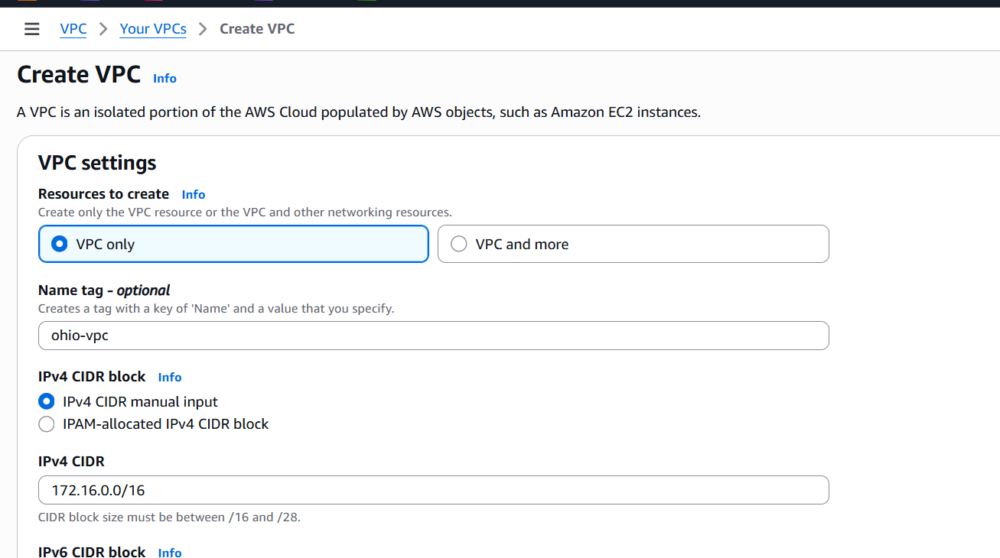 VPC > Your VPCs > Create VPC
Create VPC Info
A VPC is an isolated portion of the AWS Cloud populated by AWS objects, such as Amazon EC2 instances.
VPC settings
Resources to create Info
Create only the VPC resource or the VPC and other networking resources.
VPC only VPC and more
Name tag - optional
Creates a tag with a key of 'Name' and a value that you specify.
ohio-vpc
IPv4 CIDR block Info
IPv4 CIDR manual input
IPAM-allocated IPv4 CIDR block
IPv4 CIDR
172.16.0.0/16
CIDR block size must be between /16 and /28.
IPv6 CIDR block Info